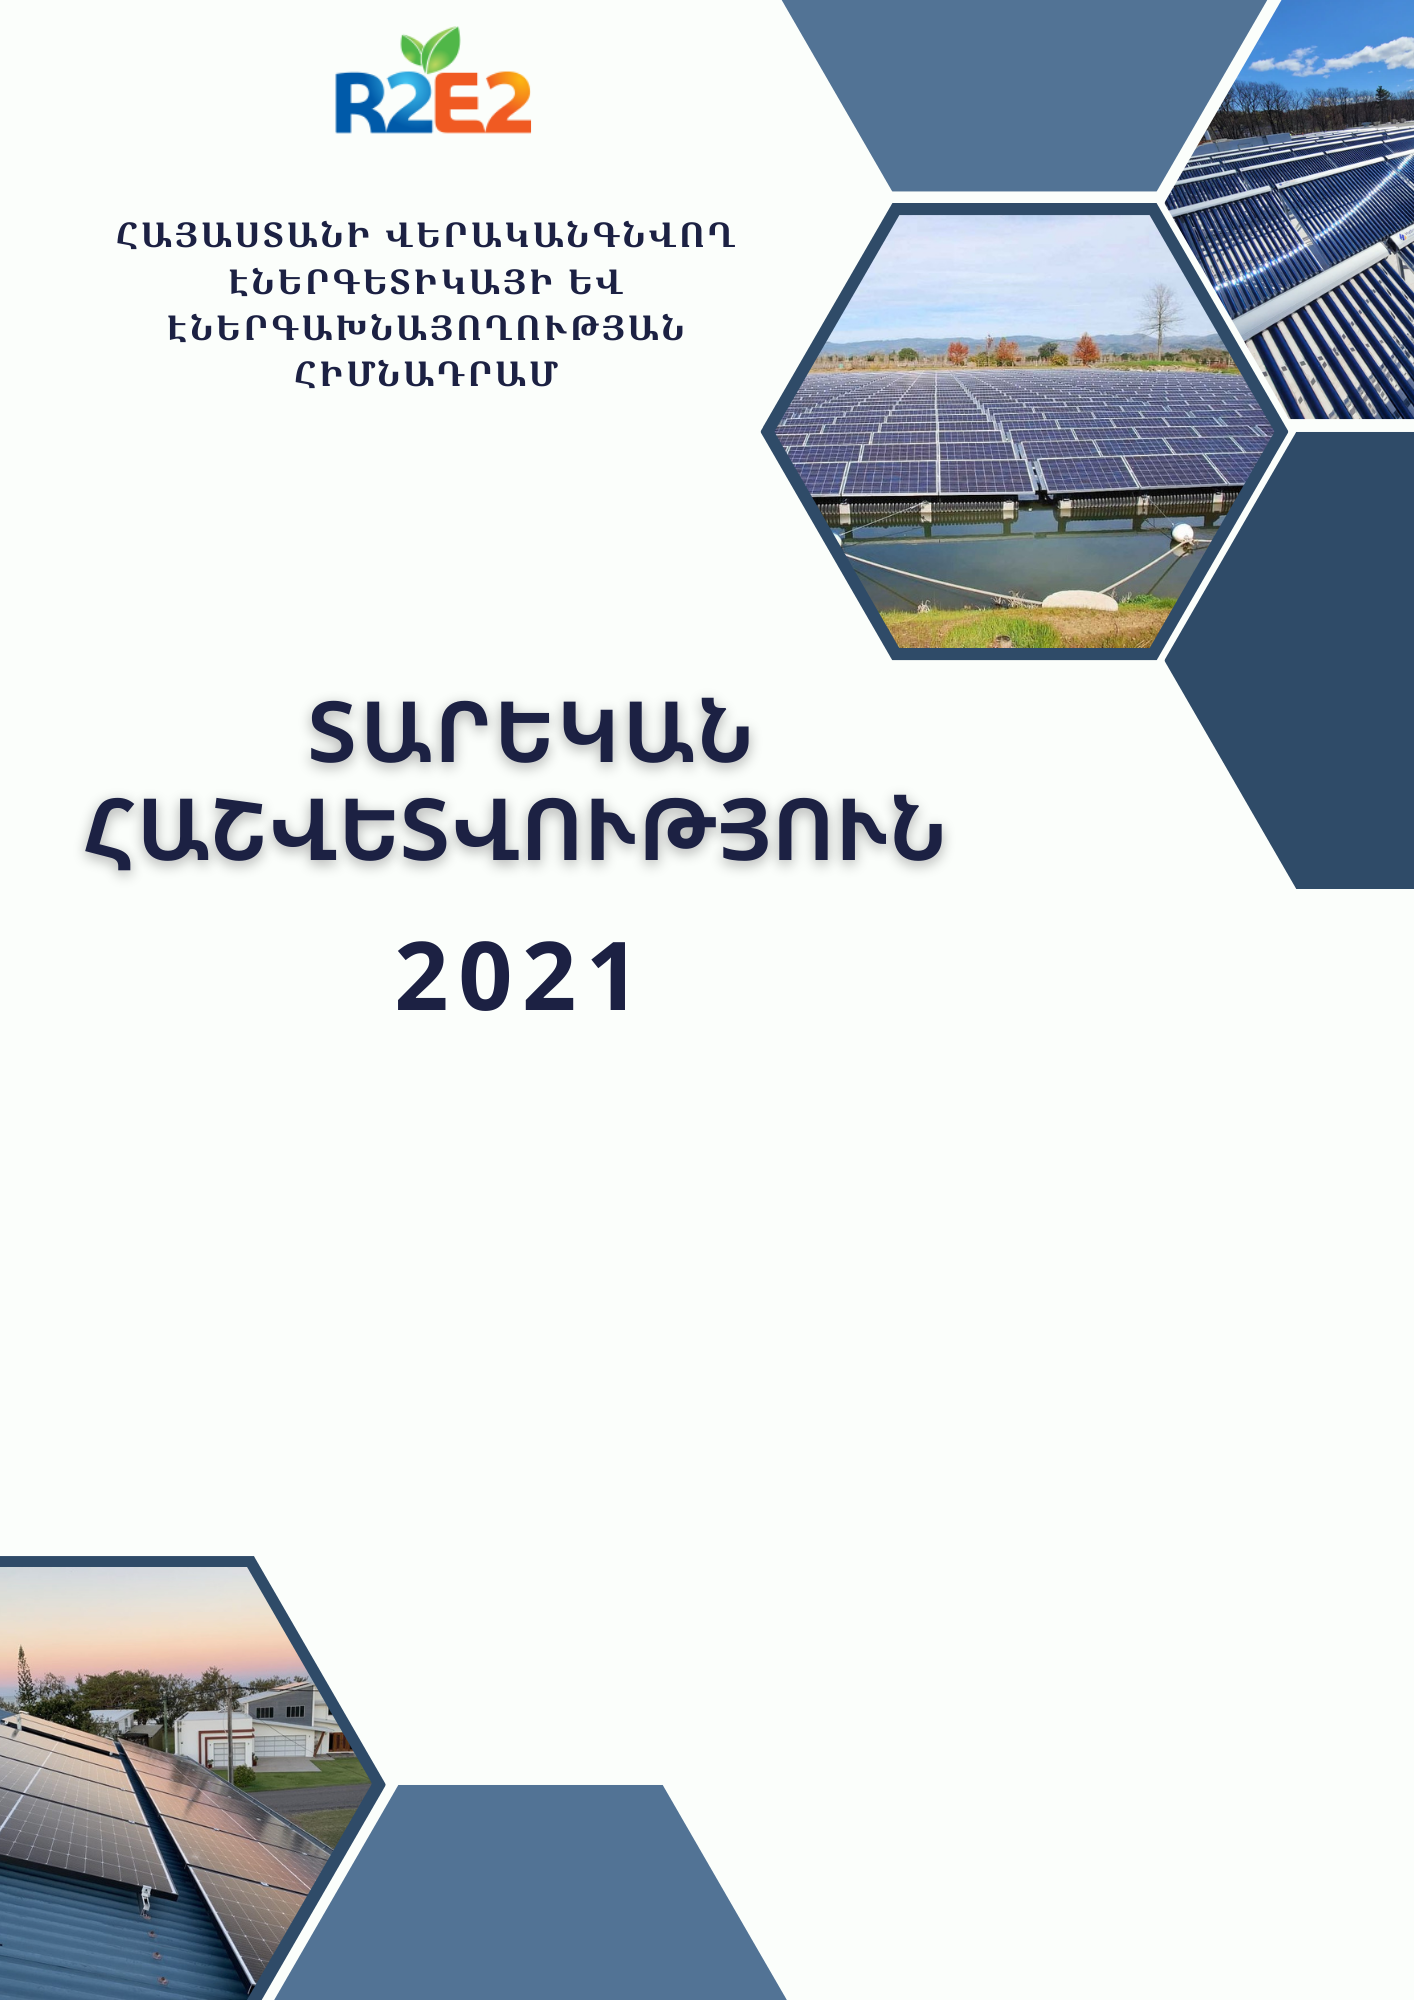 R2E2
ՀԱՅԱՍՏԱՆԻ ՎԵՐԱԿԱՆԳՆՎՈՂ
ԷՆԵՐԳԵՏԻԿԱՅԻ ԵՎ
ԷՆԵՐԳԱԽՆԱՅՈՂՈՒԹՅԱՆ
ՀԻՄՆԱԴՐԱՄ
ՏԱՐԵԿԱՆ
ՀԱՇՎԵՏՎՈՒԹՅՈՒՆ
2021